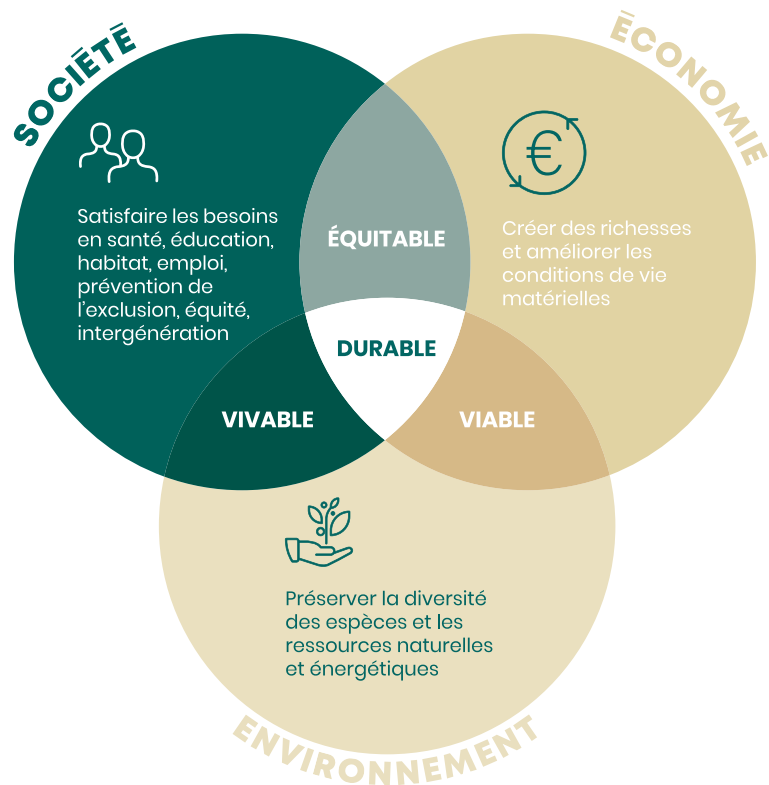 SOCIÉTÉ
Satisfaire les besoins
en santé, éducation,
habitat, emploi,
prévention de
l’exclusion, équité,
intergénération
ÉCONOMIE
€
Créer des richesses
et améliorer les
conditions de vie
matérielles
ÉQUITABLE
DURABLE
VIVABLE
VIABLE
Préserver la diversité
des espèces et les
ressources naturelles
et énergétiques
ENVIRONNEMENT